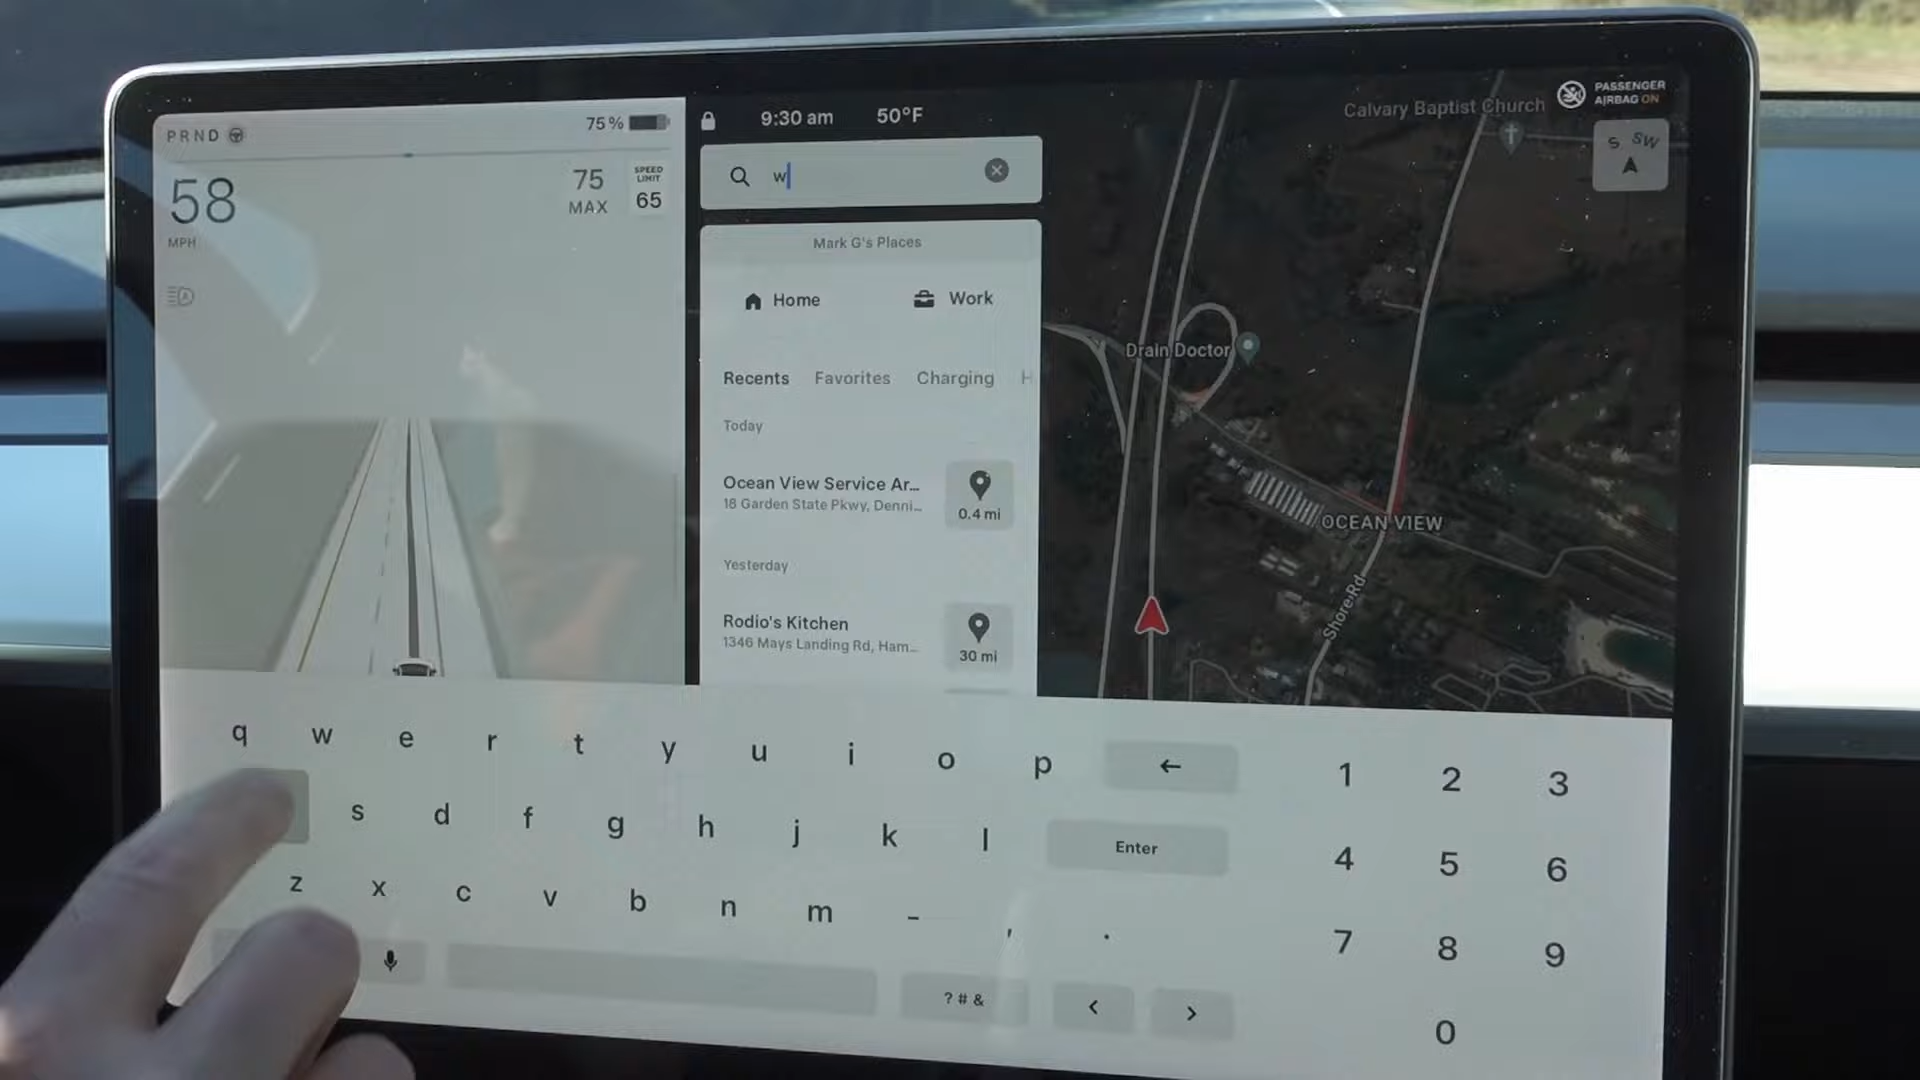 PRND
75%
58
MPH
75
MAX
SPEED
LIMIT
65
9:30 am
50°F
w
Mark G's Places
Home
Work
Recents
Favorites
Charging
H
Today
Ocean View Service Ar...
18 Garden State Pkwy, Denni...
0.4 mi
Yesterday
Rodio's Kitchen
1346 Mays Landing Rd, Ham...
30 mi
Calvary Baptist Church
PASSENGER
AIRBAG ON
S SW
Drain Doctor
OCEAN VIEW
Shore Rd
q w e r t y u i o p ←
s d f g h j k l Enter
z x c v b n m - , .
? # & < >
1 2 3
4 5 6
7 8 9
0